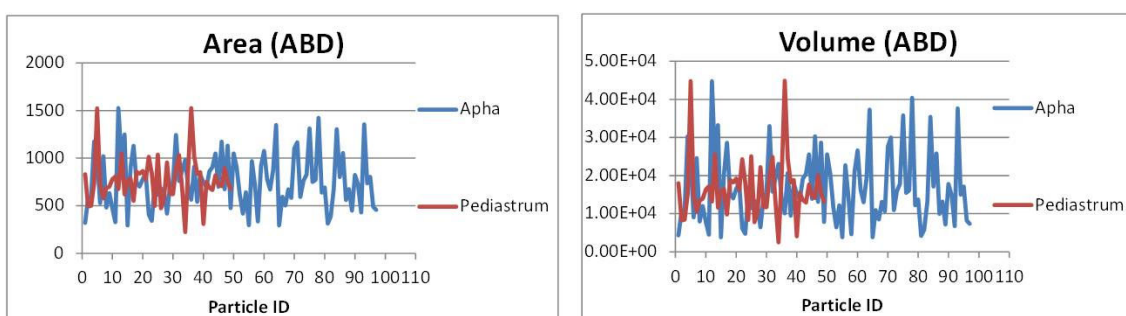 Area (ABD)
2000
1500
1000
500
0
0 10 20 30 40 50 60 70 80 90 100 110
Particle ID
Apha
Pediastrum
Volume (ABD)
5.00E+04
4.00E+04
3.00E+04
2.00E+04
1.00E+04
0.00E+00
0 10 20 30 40 50 60 70 80 90 100 110
Particle ID
Apha
Pediastrum